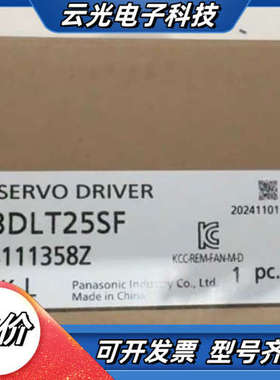 云光电子科技
SERVO DRIVER
3DLT25SF
20241101
KCC-REM-FAN-M-D
111358Z
Panasonic Industry Co., Ltd.
1 pc.
Made in China
价
可开发票 型号齐